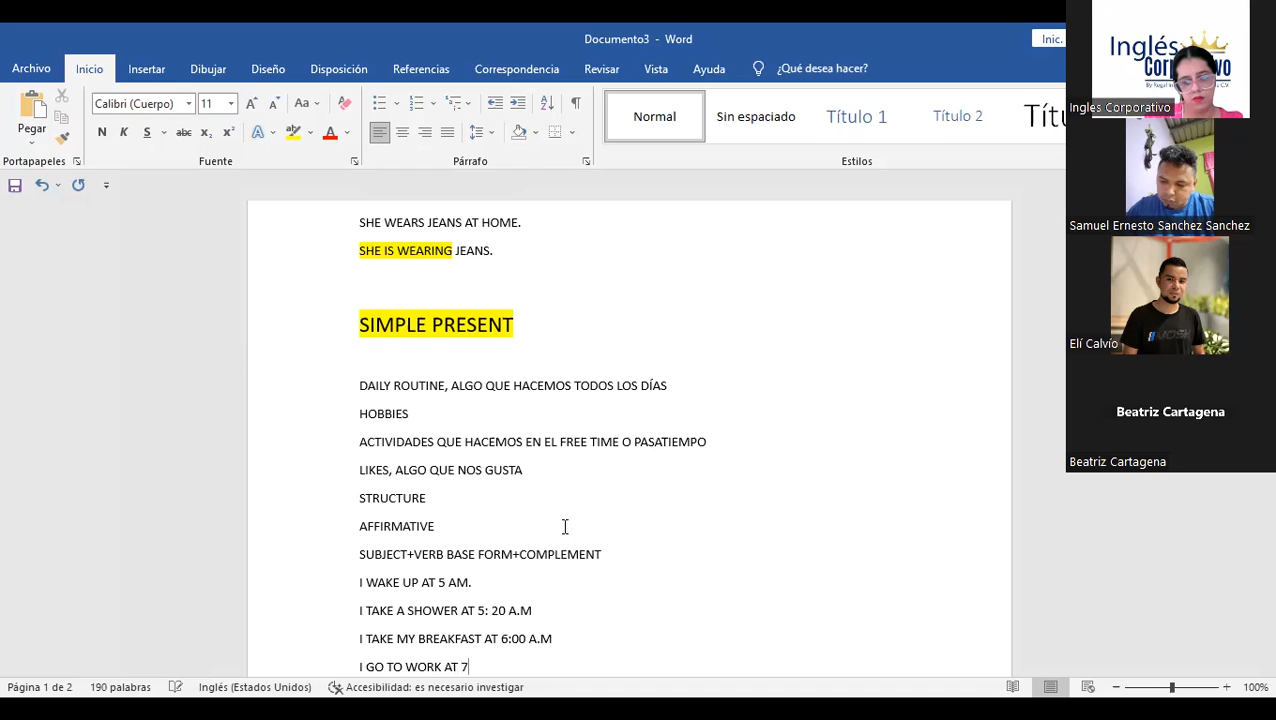 Documento3 - Word
Inic.
Archivo
Inicio
Insertar
Dibujar
Diseño
Disposición
Referencias
Correspondencia
Revisar
Vista
Ayuda
¿Qué desea hacer?
Pegar
Calibri (Cuerpo)
11
Normal
Sin espaciado
Título 1
Título 2
Títu
Portapapeles
Fuente
Párrafo
Estilos
SHE WEARS JEANS AT HOME.
SHE IS WEARING JEANS.
SIMPLE PRESENT
DAILY ROUTINE, ALGO QUE HACEMOS TODOS LOS DÍAS
HOBBIES
ACTIVIDADES QUE HACEMOS EN EL FREE TIME O PASATIEMPO
LIKES, ALGO QUE NOS GUSTA
STRUCTURE
AFFIRMATIVE
SUBJECT+VERB BASE FORM+COMPLEMENT
I WAKE UP AT 5 AM.
I TAKE A SHOWER AT 5: 20 A.M
I TAKE MY BREAKFAST AT 6:00 A.M
I GO TO WORK AT 7
Página 1 de 2
190 palabras
Inglés (Estados Unidos)
Accesibilidad: es necesario investigar
100%
Inglés
Ingles Corporativo
Samuel Ernesto Sanchez Sanchez
Elí Calvío
Beatriz Cartagena
Beatriz Cartagena